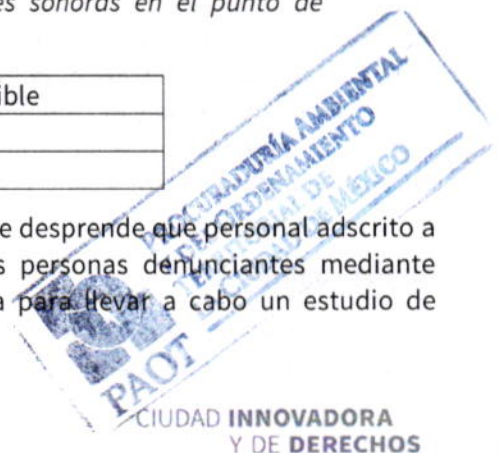 es sonoras en el punto de
ible
e desprende que personal adscrito a
s personas denunciantes mediante
a para llevar a cabo un estudio de
PROCURADURÍA AMBIENTAL
Y DEL ORDENAMIENTO
TERRITORIAL DE
CIUDAD DE MÉXICO
PAOT
CIUDAD INNOVADORA
Y DE DERECHOS